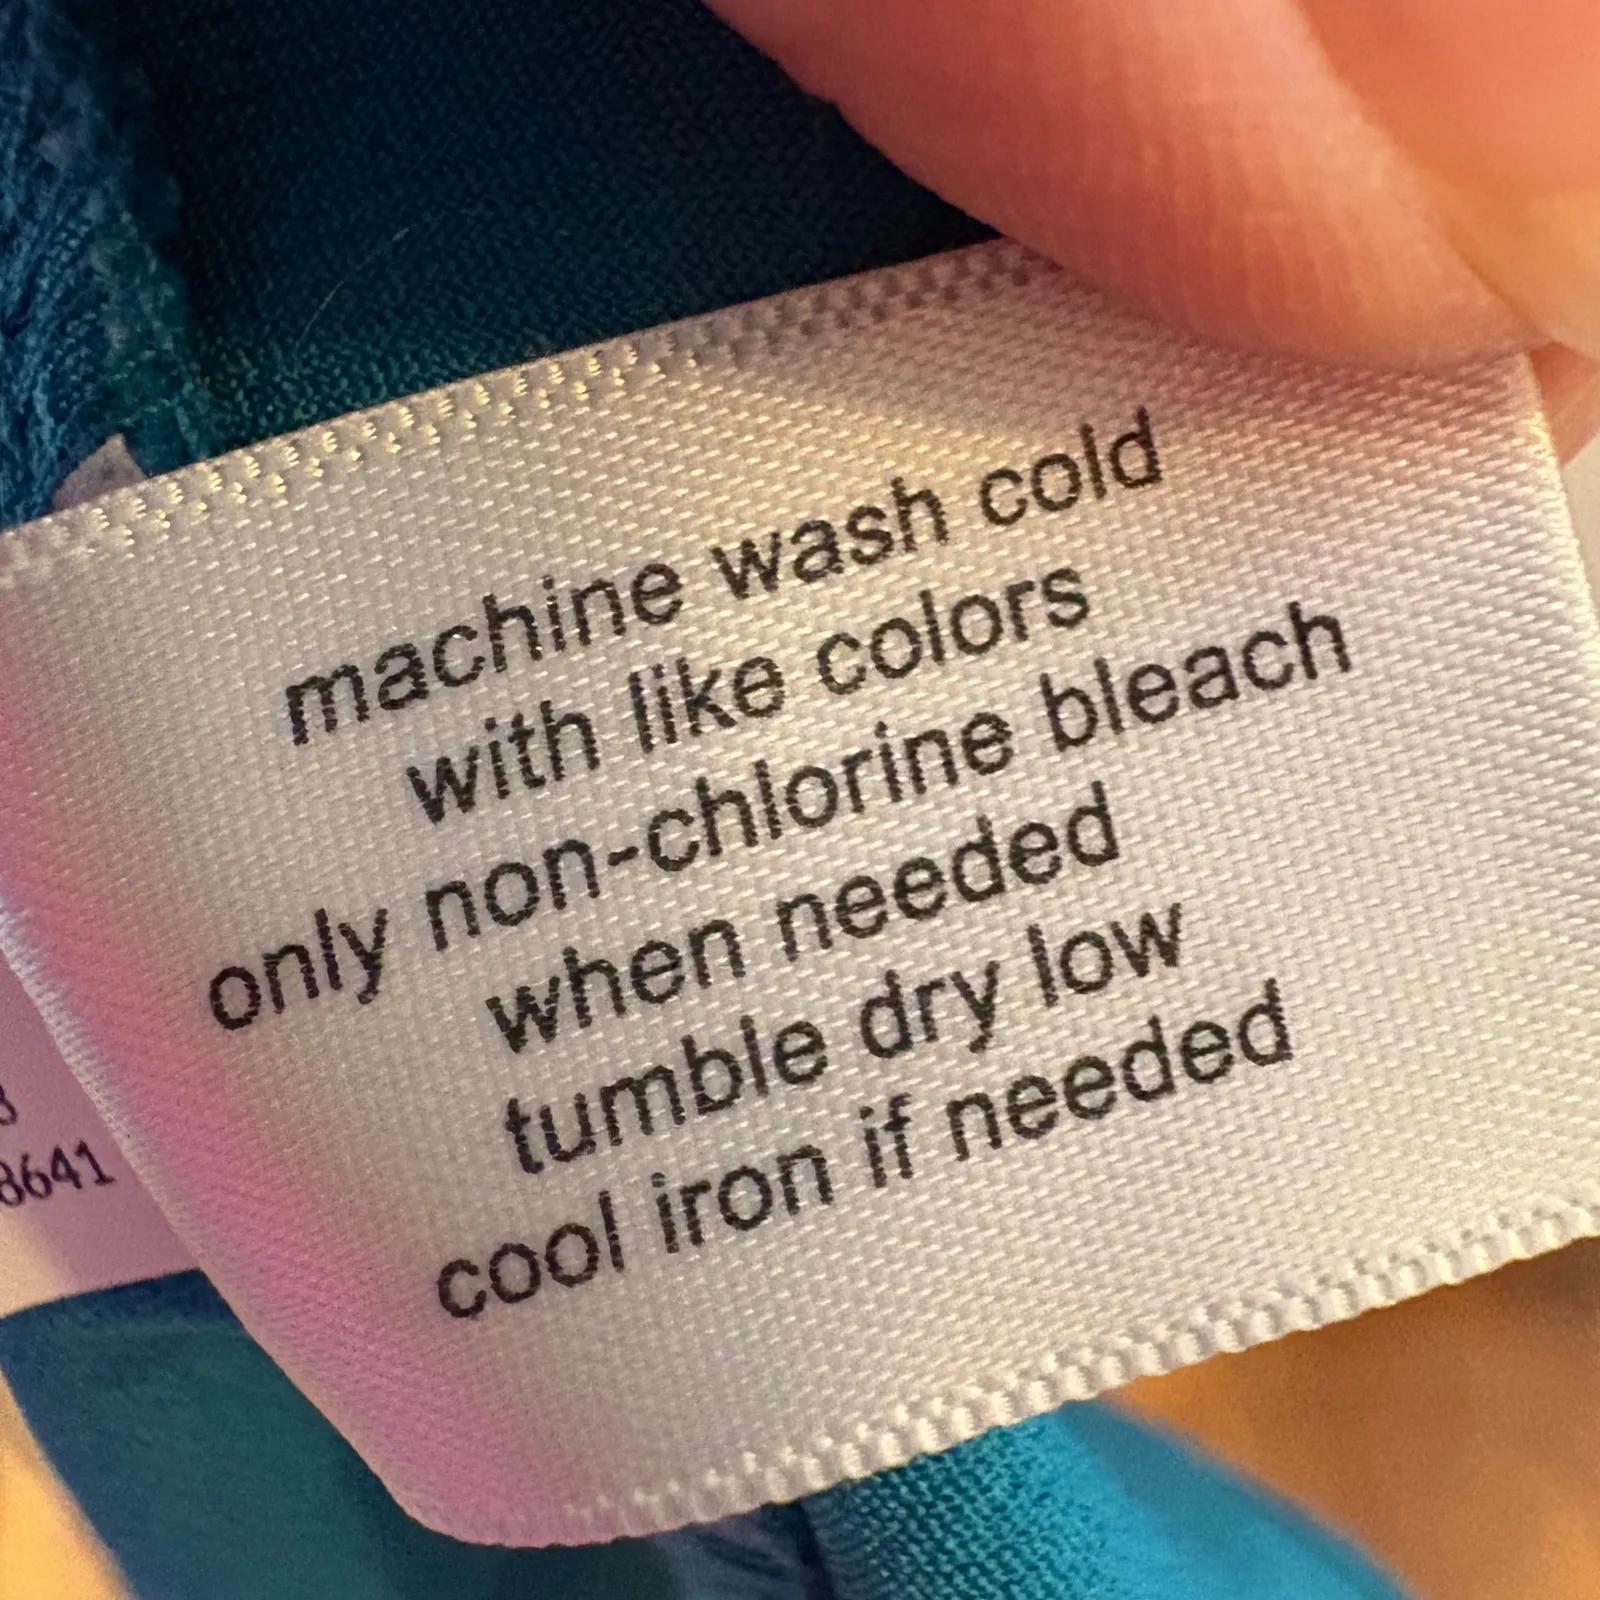 machine wash cold
with like colors
only non-chlorine bleach
when needed
tumble dry low
cool iron if needed
8641